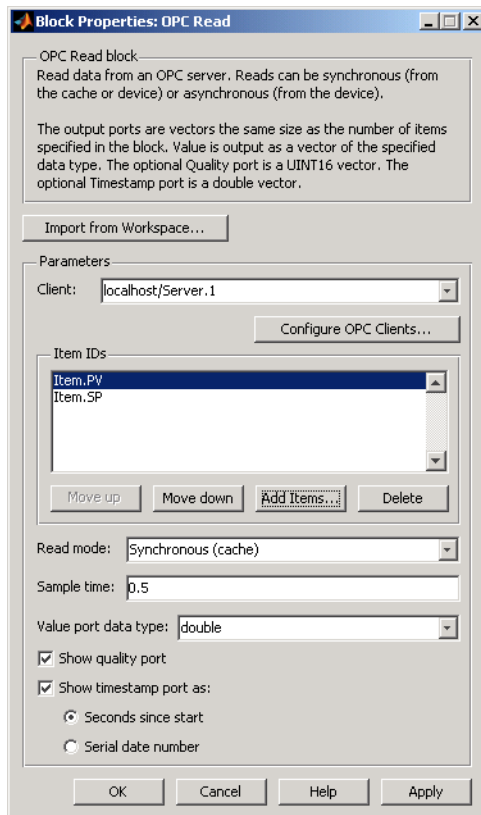 Block Properties: OPC Read
OPC Read block
Read data from an OPC server. Reads can be synchronous (from
the cache or device) or asynchronous (from the device).
The output ports are vectors the same size as the number of items
specified in the block. Value is output as a vector of the specified
data type. The optional Quality port is a UINT16 vector. The
optional Timestamp port is a double vector.
Import from Workspace...
Parameters
Client: localhost/Server.1
Configure OPC Clients...
Item IDs
Item.PV
Item.SP
Move up Move down Add Items... Delete
Read mode: Synchronous (cache)
Sample time: 0.5
Value port data type: double
Show quality port
Show timestamp port as:
Seconds since start
Serial date number
OK Cancel Help Apply